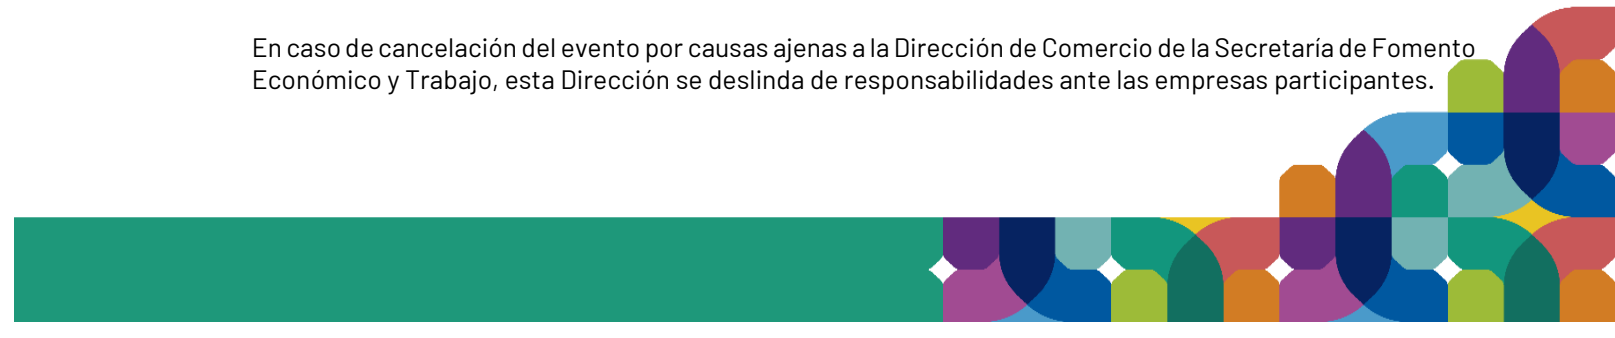 En caso de cancelación del evento por causas ajenas a la Dirección de Comercio de la Secretaría de Fomento
Económico y Trabajo, esta Dirección se deslinda de responsabilidades ante las empresas participantes.